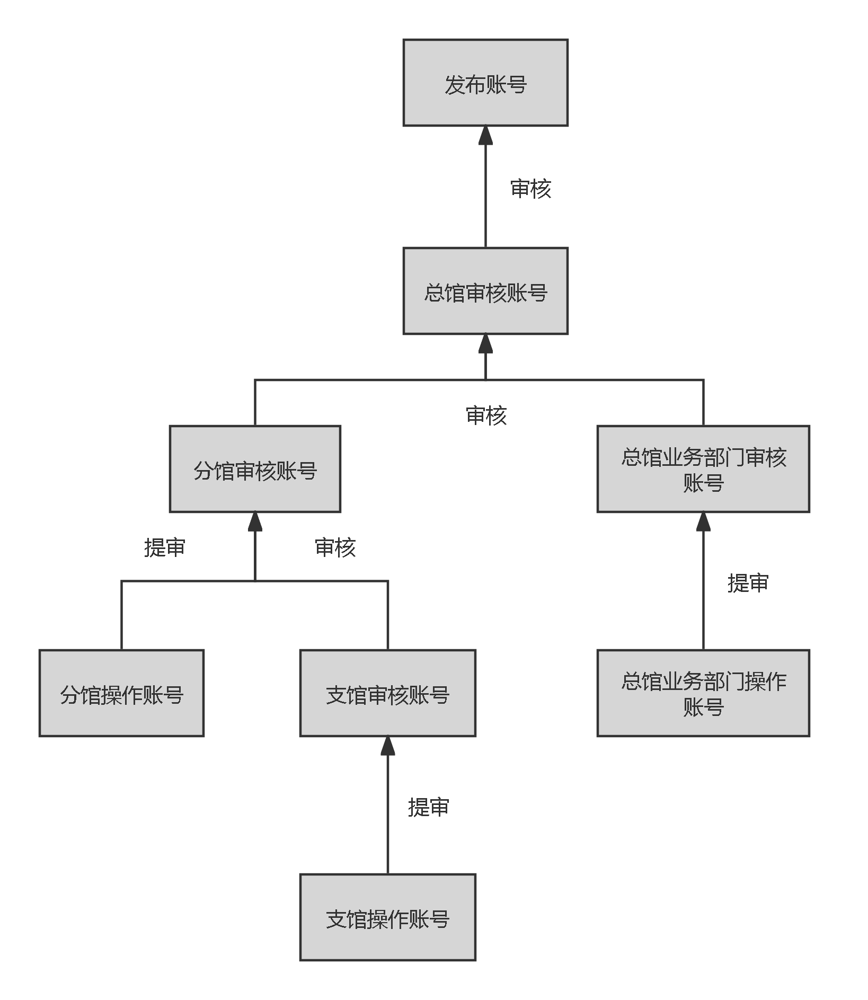 发布账号
审核
总馆审核账号
审核
分馆审核账号
总馆业务部门审核
账号
提审
审核
提审
分馆操作账号
支馆审核账号
总馆业务部门操作
账号
提审
支馆操作账号